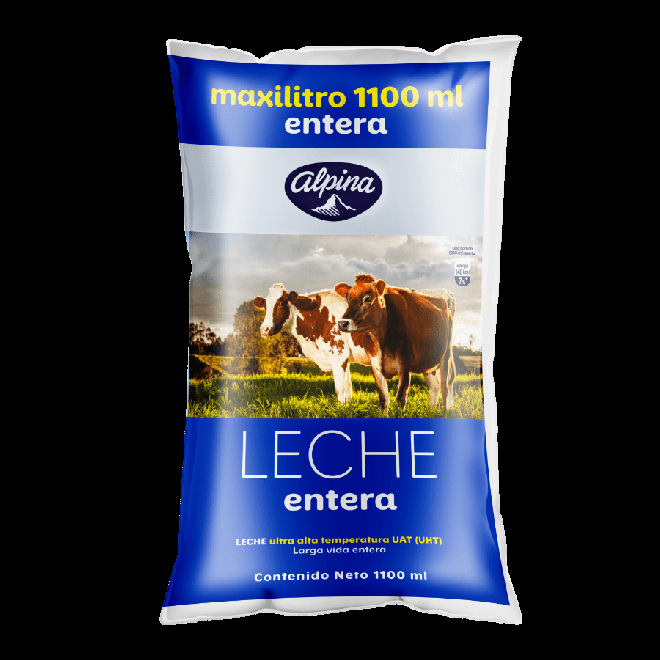 maxilitro 1100 ml
entera
alpina
LECHE
entera
LECHE ultra alta temperatura UAT (UHT)
Larga vida entera
Contenido Neto 1100 ml